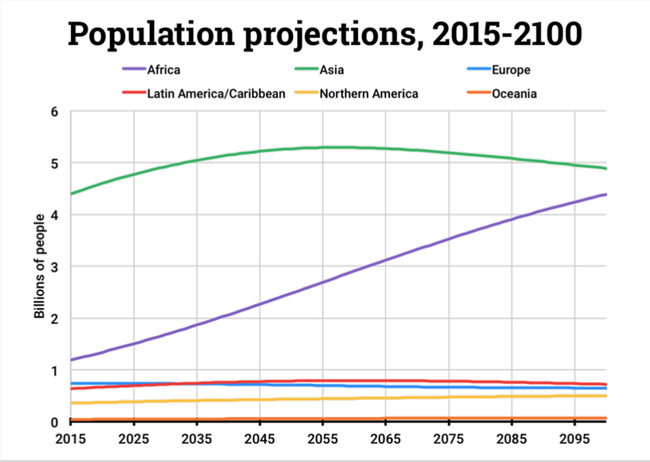 Population projections, 2015-2100
Africa Asia Europe
Latin America/Caribbean Northern America Oceania
Billions of people
6
5
4
3
2
1
0
2015 2025 2035 2045 2055 2065 2075 2085 2095